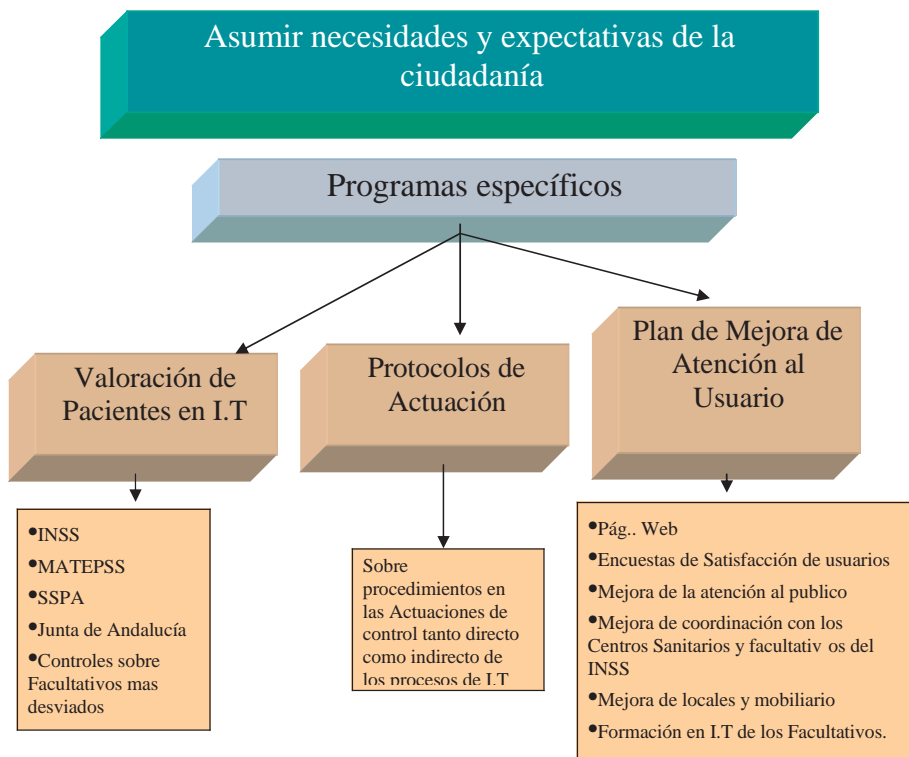 Asumir necesidades y expectativas de la
ciudadanía
Programas específicos
Valoración de
Pacientes en I.T
Protocolos de
Actuación
Plan de Mejora de
Atención al
Usuario
•INSS
•MATEPSS
•SSPA
•Junta de Andalucía
•Controles sobre
Facultativos mas
desviados
Sobre
procedimientos en
las Actuaciones de
control tanto directo
como indirecto de
los procesos de I.T
•Pág.. Web
•Encuestas de Satisfacción de usuarios
•Mejora de la atención al publico
•Mejora de coordinación con los
Centros Sanitarios y facultativ os del
INSS
•Mejora de locales y mobiliario
•Formación en I.T de los Facultativos.